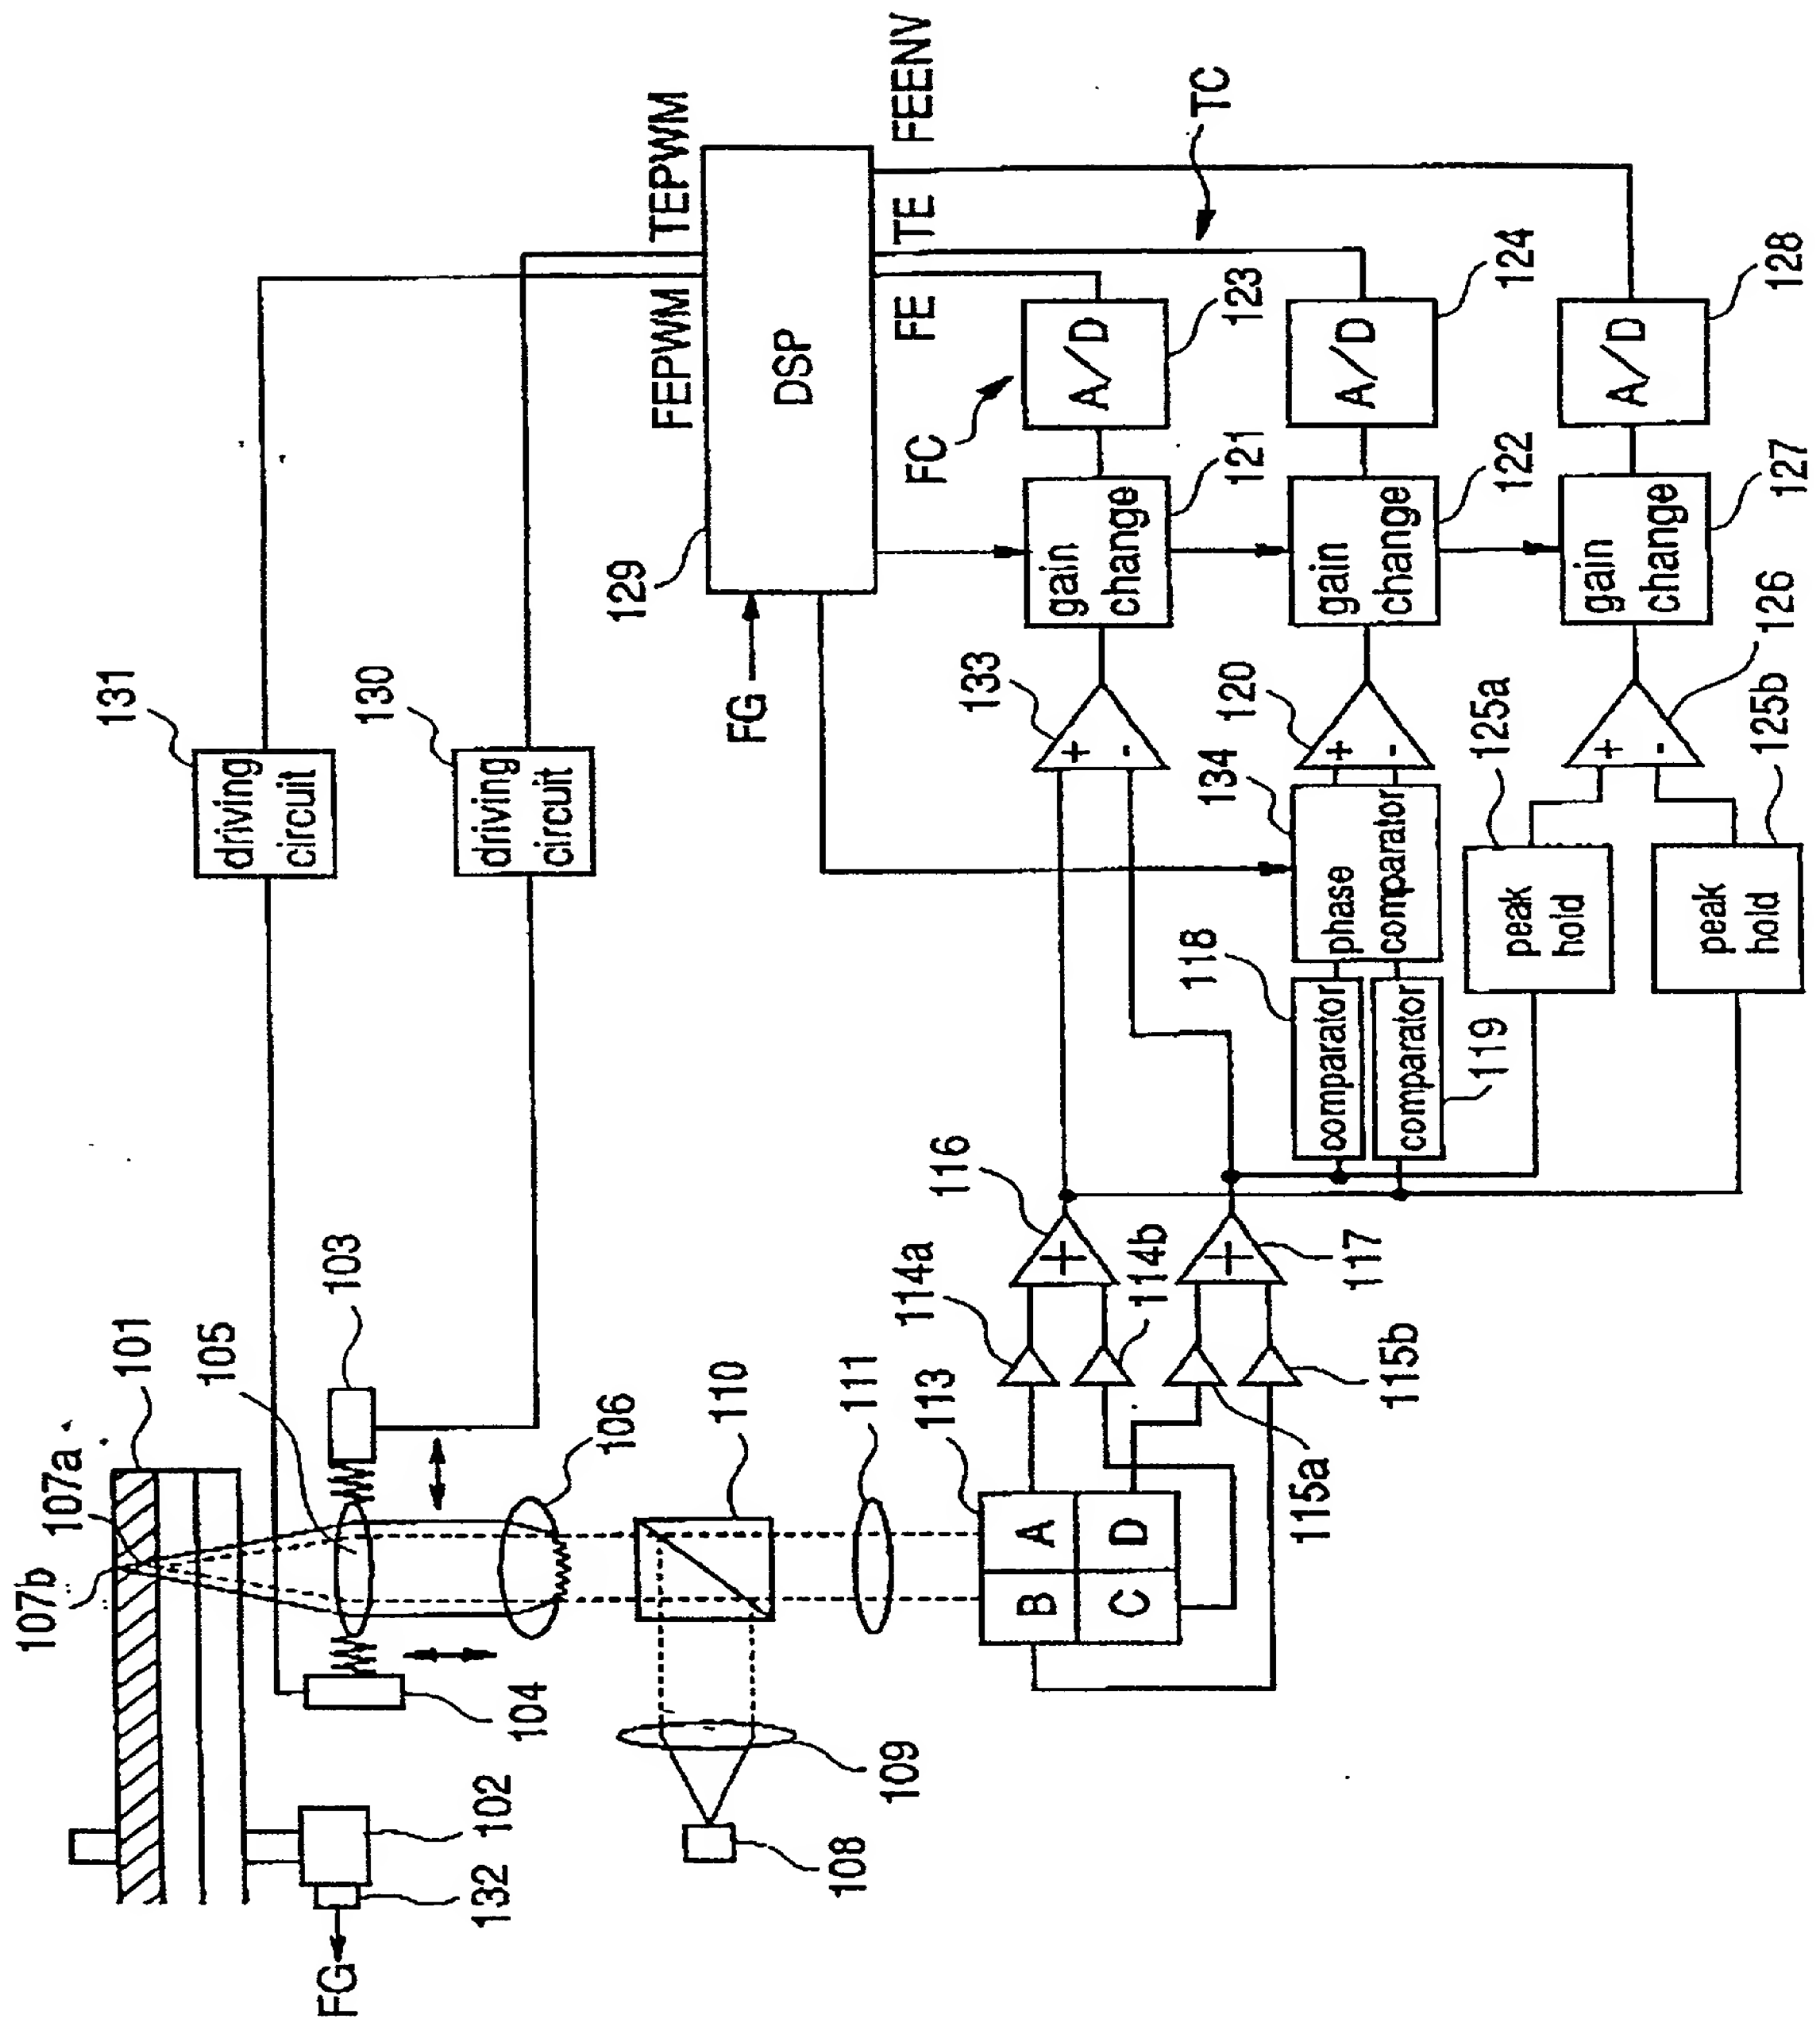 107b
107a
101
131
105
driving
circuit
FG
103
130
132
102
driving
circuit
104
106
129
FEPWM
TEPWM
110
FG
DSP
108
111
109
113
114a
FE
TE
FEENV
FC
116
133
B
A
+
+
-
gain
change
A/D
C
D
114b
118
134
120
121
123
TC
115a
+
117
comparator
phase
comparator
+
-
gain
change
A/D
115b
comparator
119
125a
122
124
peak
hold
+
-
gain
change
A/D
peak
hold
125b
126
127
128